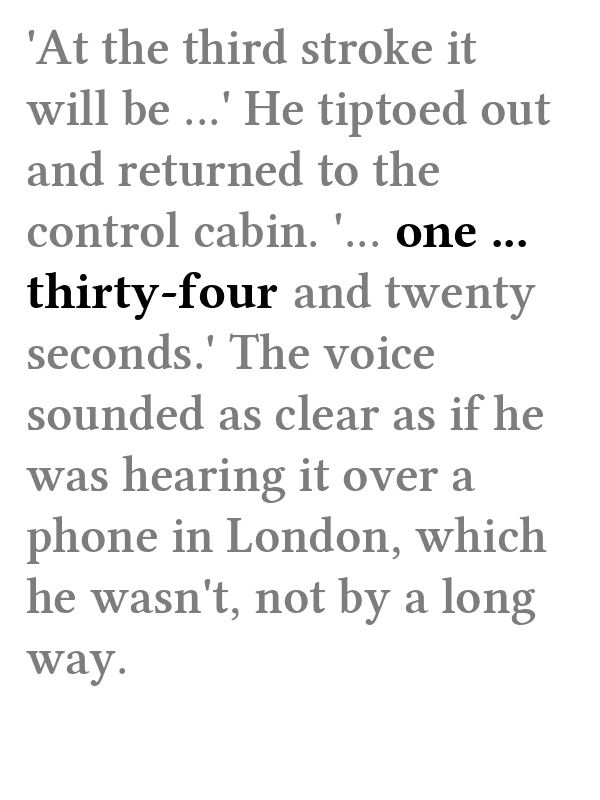 'At the third stroke it
will be ...' He tiptoed out
and returned to the
control cabin. '... one ...
thirty-four and twenty
seconds.' The voice
sounded as clear as if he
was hearing it over a
phone in London, which
he wasn't, not by a long
way.